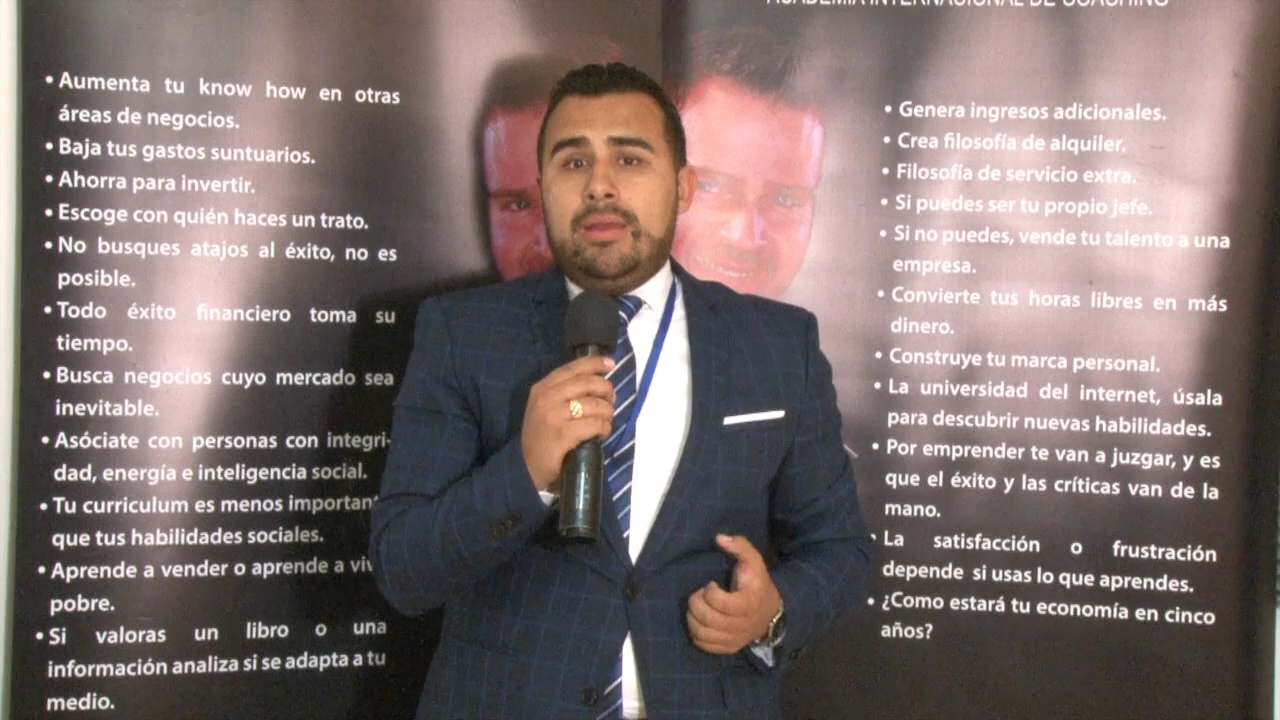 ACADEMIA INTERNACIONAL DE COACHING
• Aumenta tu know how en otras
áreas de negocios.
• Baja tus gastos suntuarios.
• Ahorra para invertir.
• Escoge con quién haces un trato.
• No busques atajos al éxito, no es
posible.
• Todo éxito financiero toma su
tiempo.
• Busca negocios cuyo mercado sea
inevitable.
• Asóciate con personas con integri-
dad, energía e inteligencia social.
• Tu curriculum es menos important
que tus habilidades sociales.
• Aprende a vender o aprende a viv
pobre.
• Si valoras un libro o una
información analiza si se adapta a tu
medio.
• Genera ingresos adicionales.
• Crea filosofía de alquiler.
• Filosofía de servicio extra.
• Si puedes ser tu propio jefe.
• Si no puedes, vende tu talento a una
empresa.
• Convierte tus horas libres en más
dinero.
• Construye tu marca personal.
• La universidad del internet, úsala
para descubrir nuevas habilidades.
• Por emprender te van a juzgar, y es
que el éxito y las críticas van de la
mano.
• La satisfacción o frustración
depende si usas lo que aprendes.
• ¿Como estará tu economía en cinco
años?